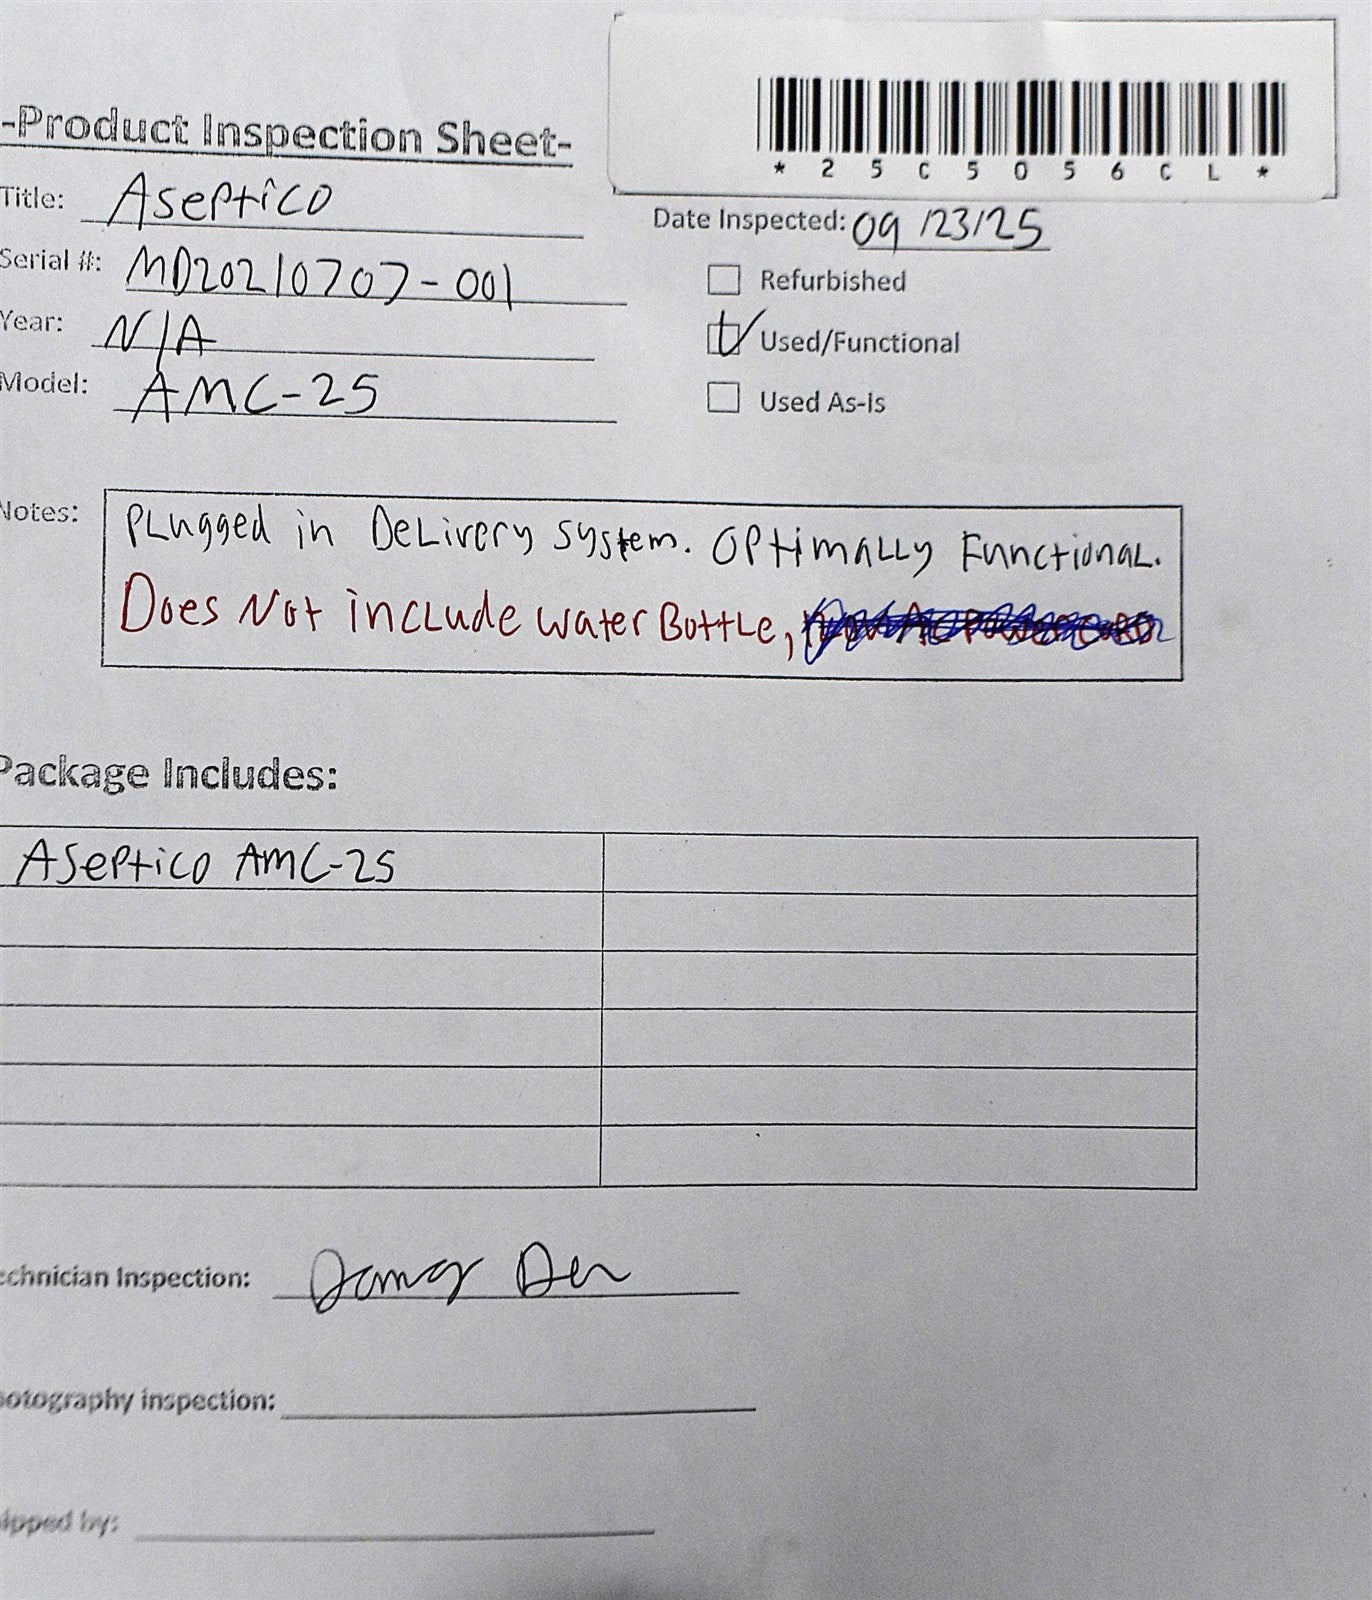 * 2 5 C 5 0 5 6 C L *
-Product Inspection Sheet-
Title: Aseptico
Date Inspected: 09/23/25
Serial #: MD20210707-001
Refurbished
Year: N/A
Used/Functional
Model: AMC-25
Used As-Is
Notes: Plugged in Delivery system. Optimally Functional.
Does Not include water Bottle,
Package Includes:
Aseptico AMC-25
echnician Inspection:
otography inspection:
ipped by: